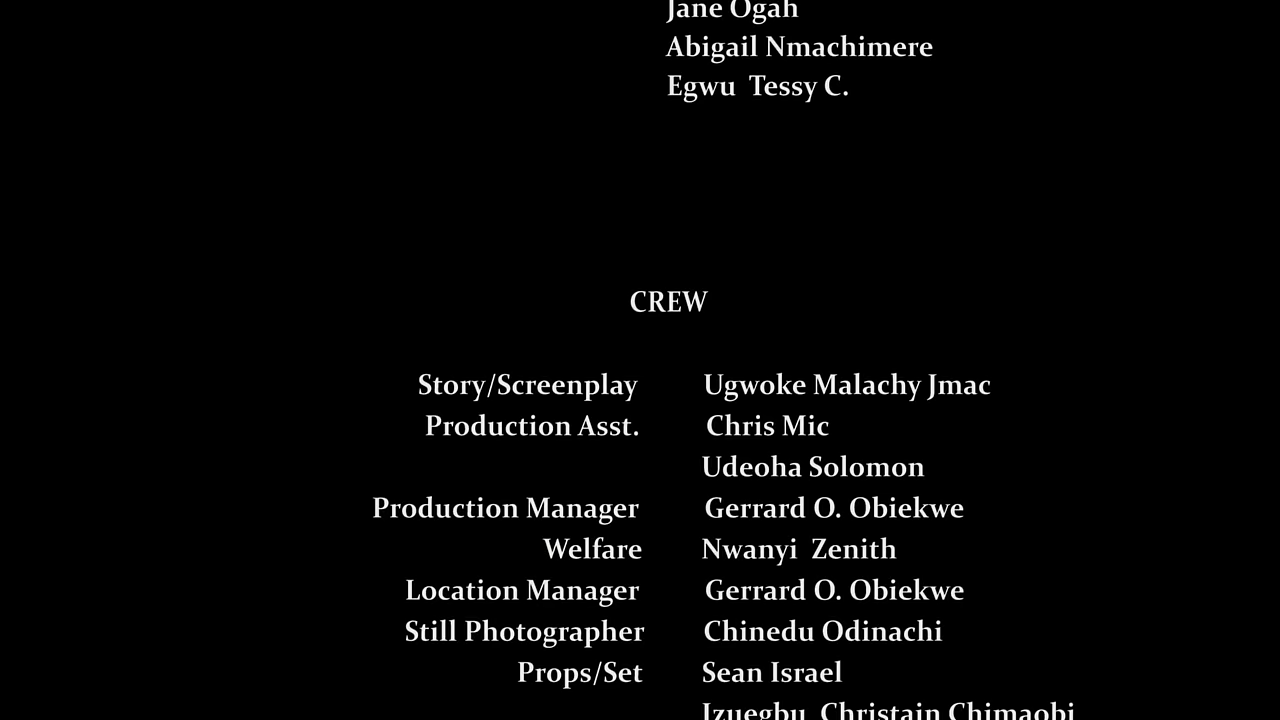 Jane Ogah
Abigail Nmachimere
Egwu Tessy C.
CREW
Story/Screenplay Ugwoke Malachy Jmac
Production Asst. Chris Mic
Udeoha Solomon
Production Manager Gerrard O. Obiekwe
Welfare Nwanyi Zenith
Location Manager Gerrard O. Obiekwe
Still Photographer Chinedu Odinachi
Props/Set Sean Israel
Izuegbu Christain Chimaobi